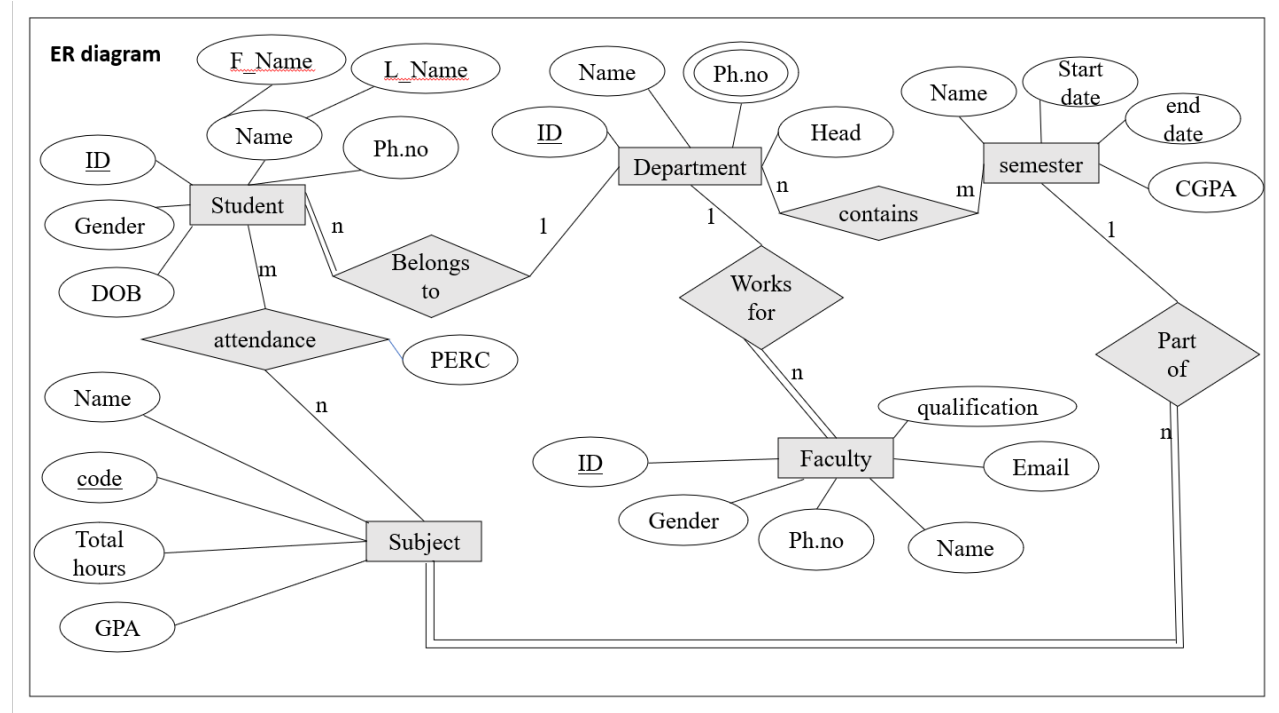 ER diagram
F_Name
L_Name
Name
Ph.no
ID
Name
Head
Name
Start
date
end
date
ID
Ph.no
Student
Department
semester
CGPA
Gender
n
contains
m
DOB
m
n
Belongs
to
l
l
Works
for
l
attendance
PERC
Part
of
Name
n
n
qualification
n
code
ID
Faculty
Email
Total
hours
Subject
Gender
Ph.no
Name
GPA